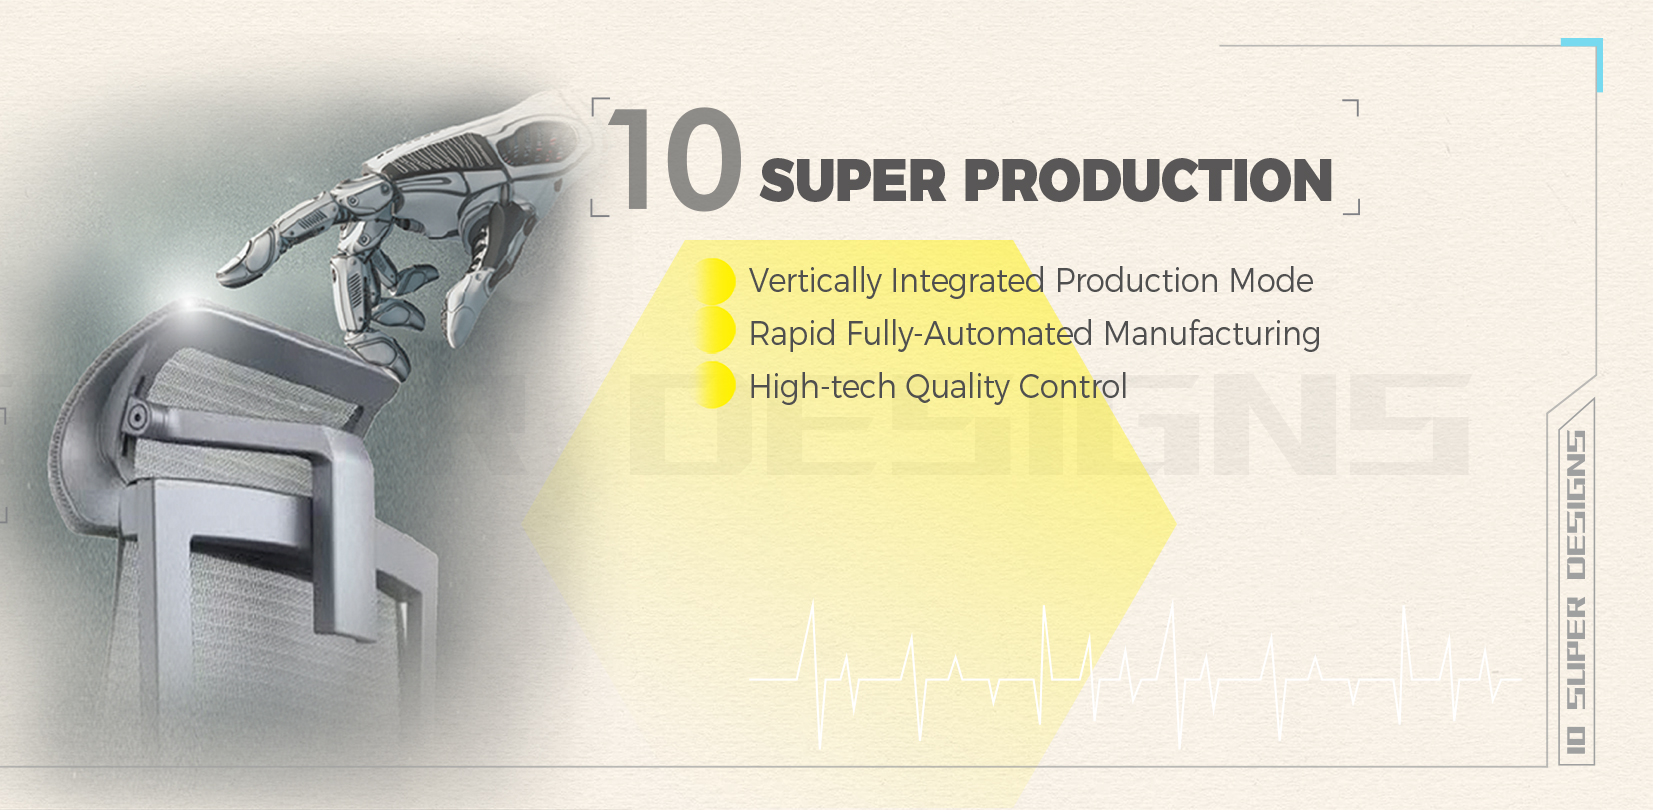 10 SUPER PRODUCTION
Vertically Integrated Production Mode
Rapid Fully-Automated Manufacturing
High-tech Quality Control
DESIGNS
10 SUPER DESIGNS